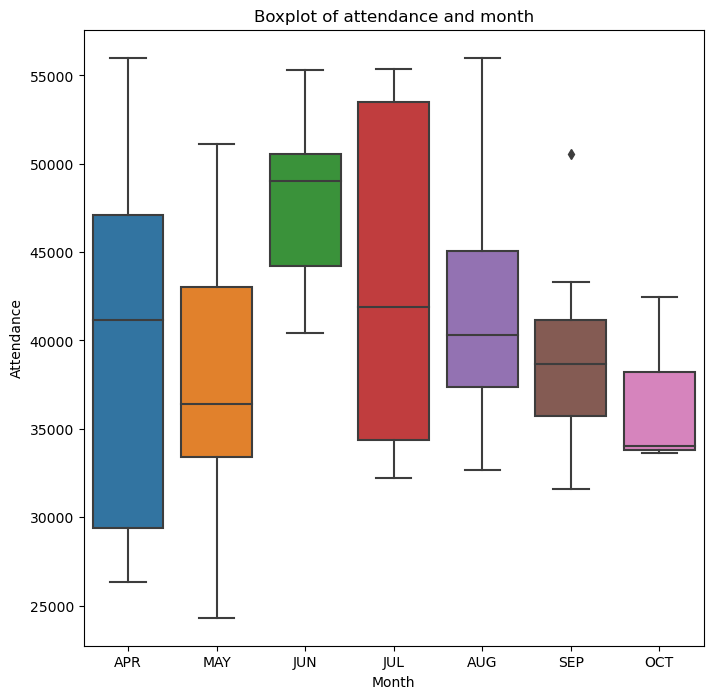 Boxplot of attendance and month
55000
50000
45000
40000
35000
30000
25000
Attendance
APR MAY JUN JUL AUG SEP OCT
Month